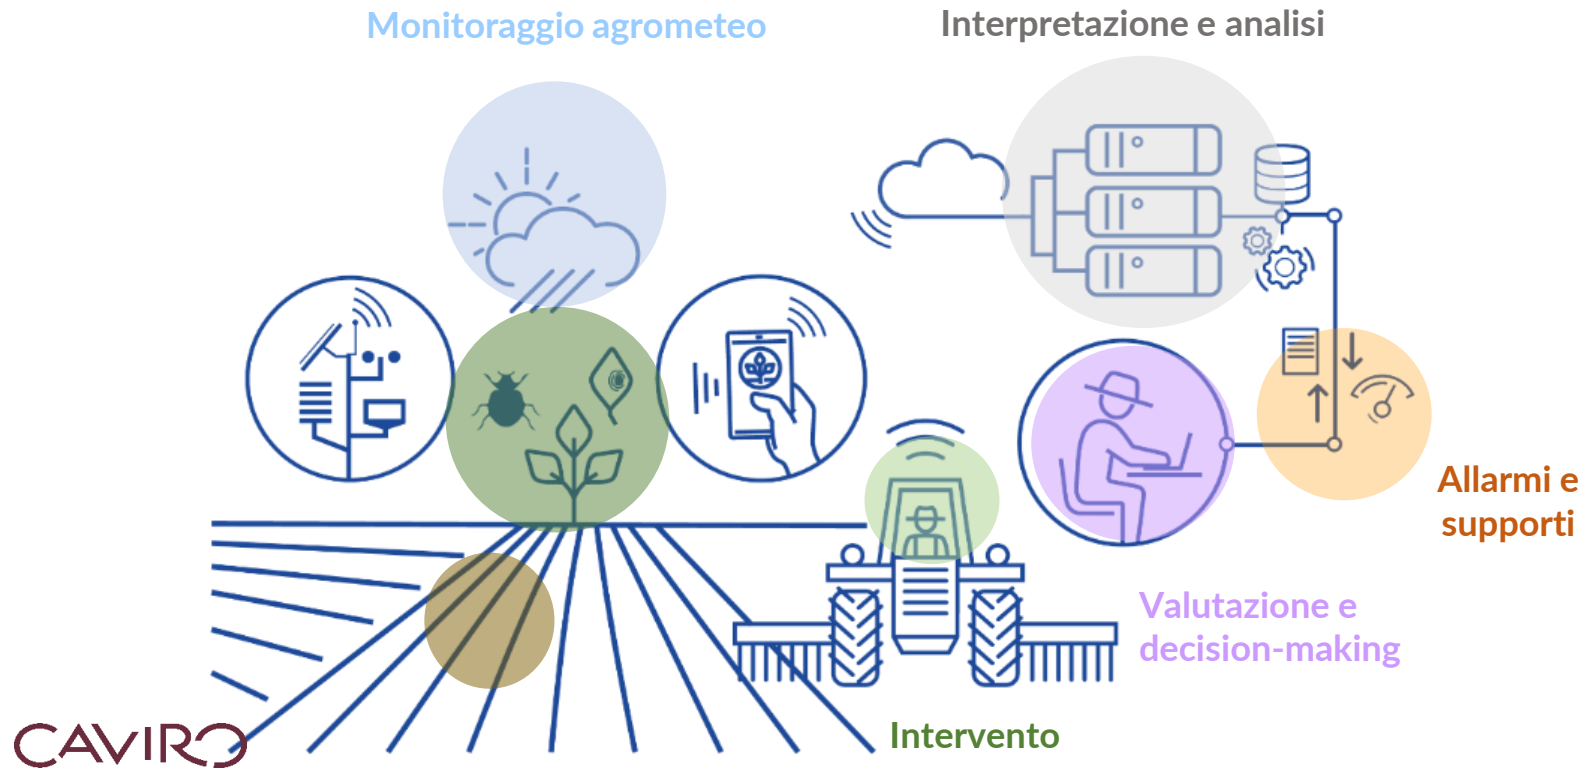 Monitoraggio agrometeo
Interpretazione e analisi
Allarmi e
supporti
Valutazione e
decision-making
Intervento
CAVIRO